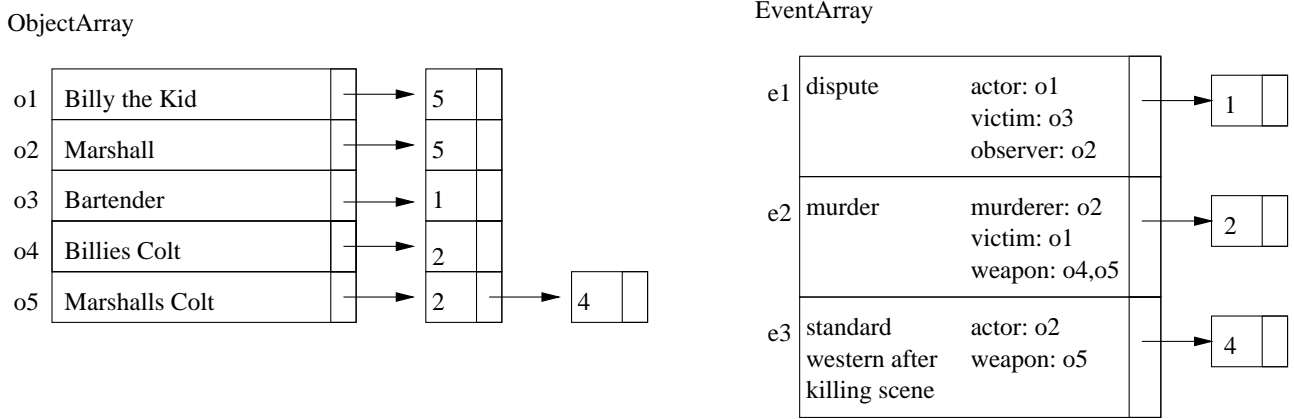 ObjectArray
o1 Billy the Kid 5
o2 Marshall 5
o3 Bartender 1
o4 Billies Colt 2
o5 Marshalls Colt 2 4
EventArray
e1 dispute actor: o1 1
victim: o3
observer: o2
e2 murder murderer: o2 2
victim: o1
weapon: o4,o5
e3 standard actor: o2 4
western after weapon: o5
killing scene